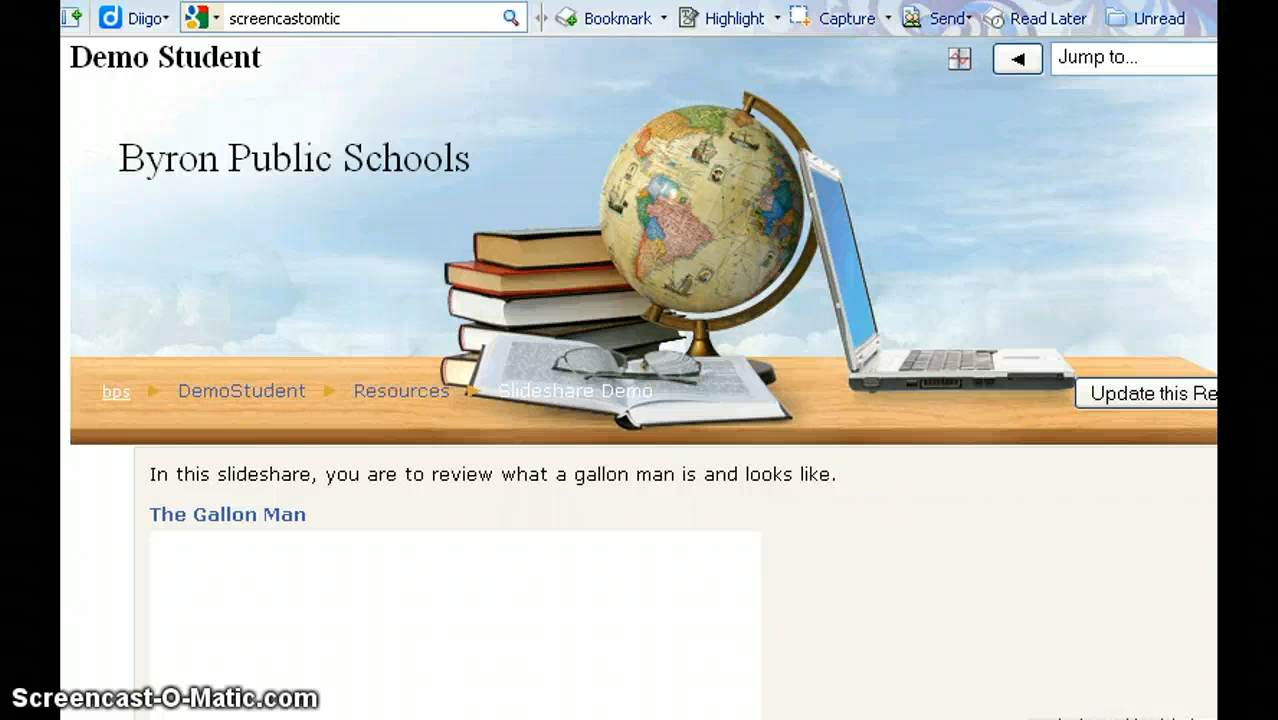 Diigo screencastomtic Bookmark Highlight Capture Send Read Later Unread
Demo Student
Jump to...
Byron Public Schools
bps DemoStudent Resources Slideshare Demo
Update this Re
In this slideshare, you are to review what a gallon man is and looks like.
The Gallon Man
Screencast-O-Matic.com